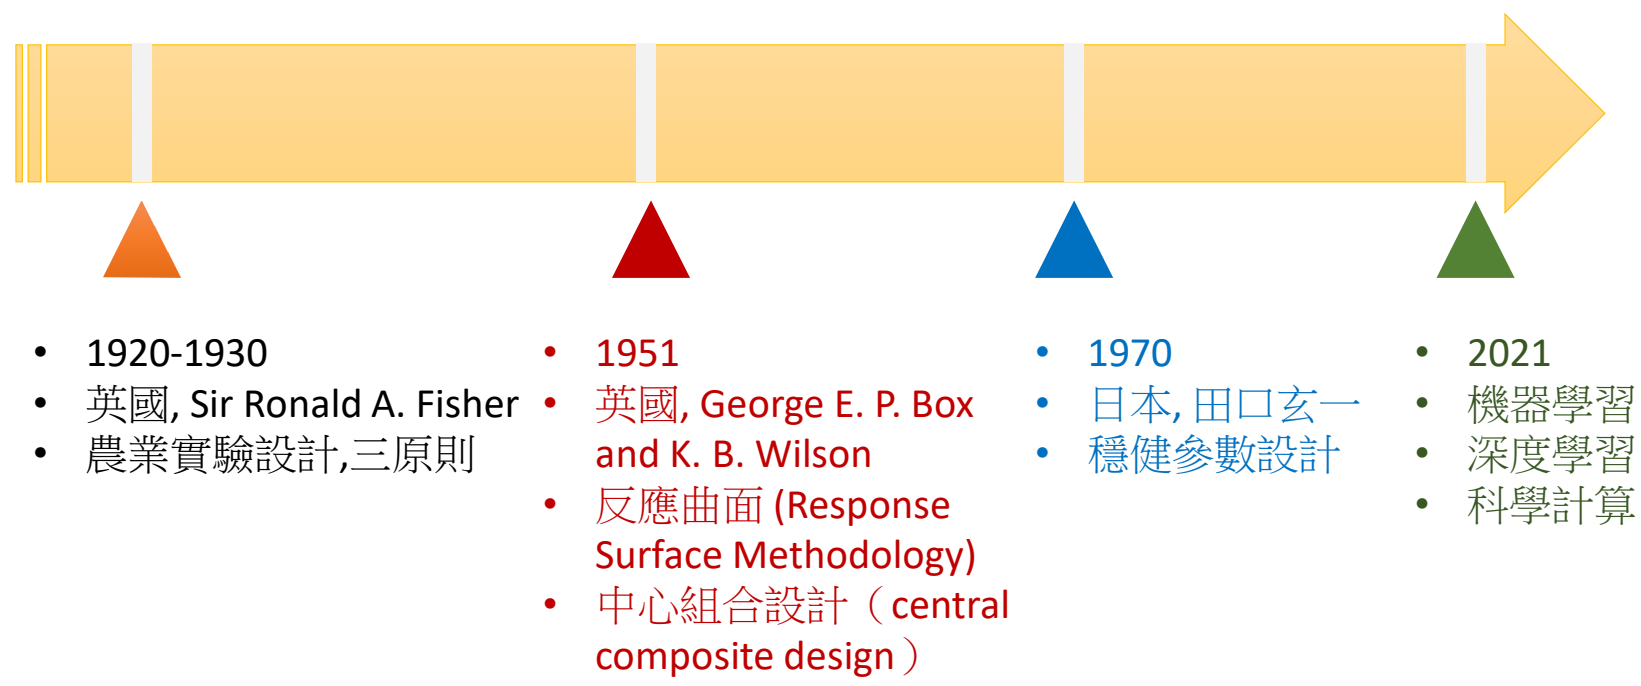 • 1920-1930
• 英國, Sir Ronald A. Fisher
• 農業實驗設計,三原則
• 1951
• 英國, George E. P. Box
and K. B. Wilson
• 反應曲面 (Response
Surface Methodology)
• 中心組合設計（central
composite design）
• 1970
• 日本, 田口玄一
• 穩健參數設計
• 2021
• 機器學習
• 深度學習
• 科學計算